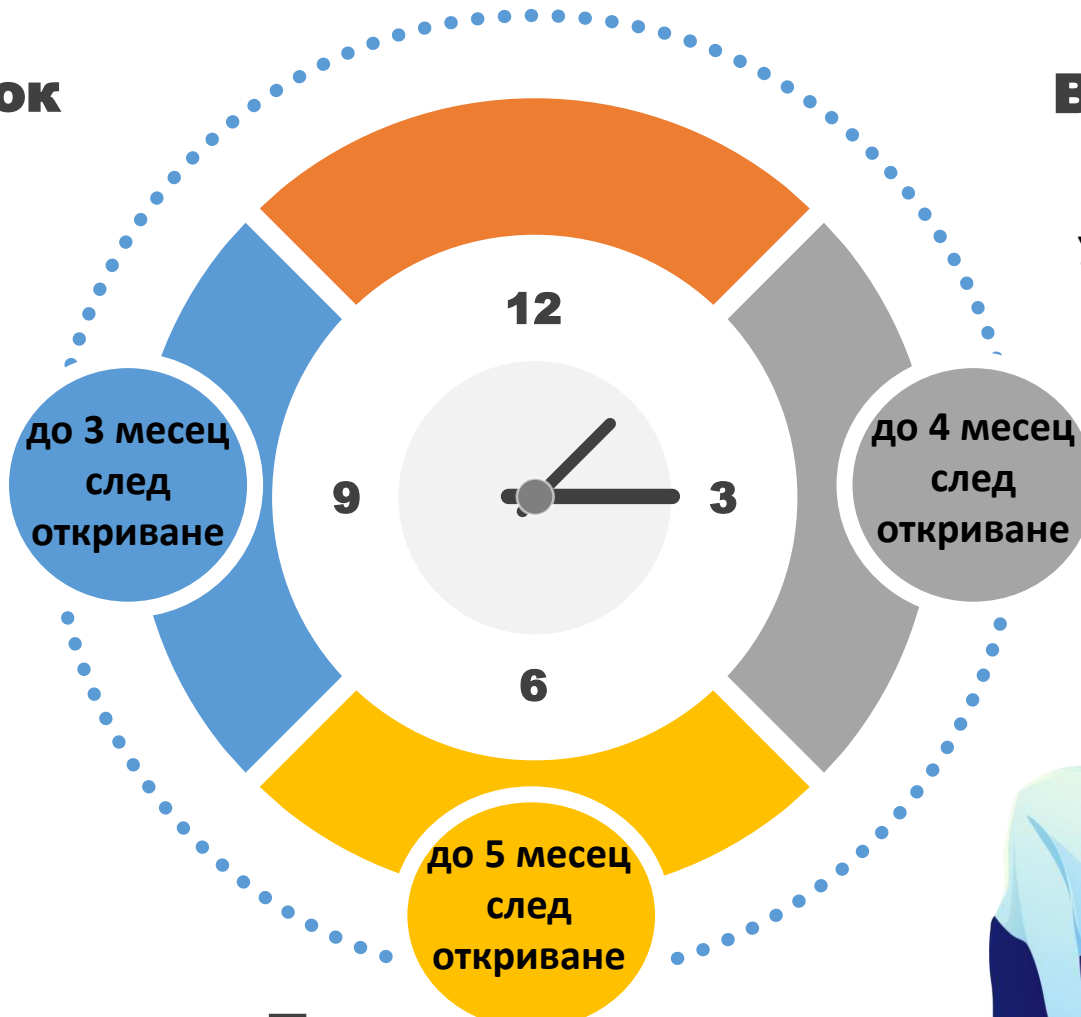 ок
В
12
до 3 месец
след
откриване
9
3
до 4 месец
след
откриване
6
до 5 месец
след
откриване